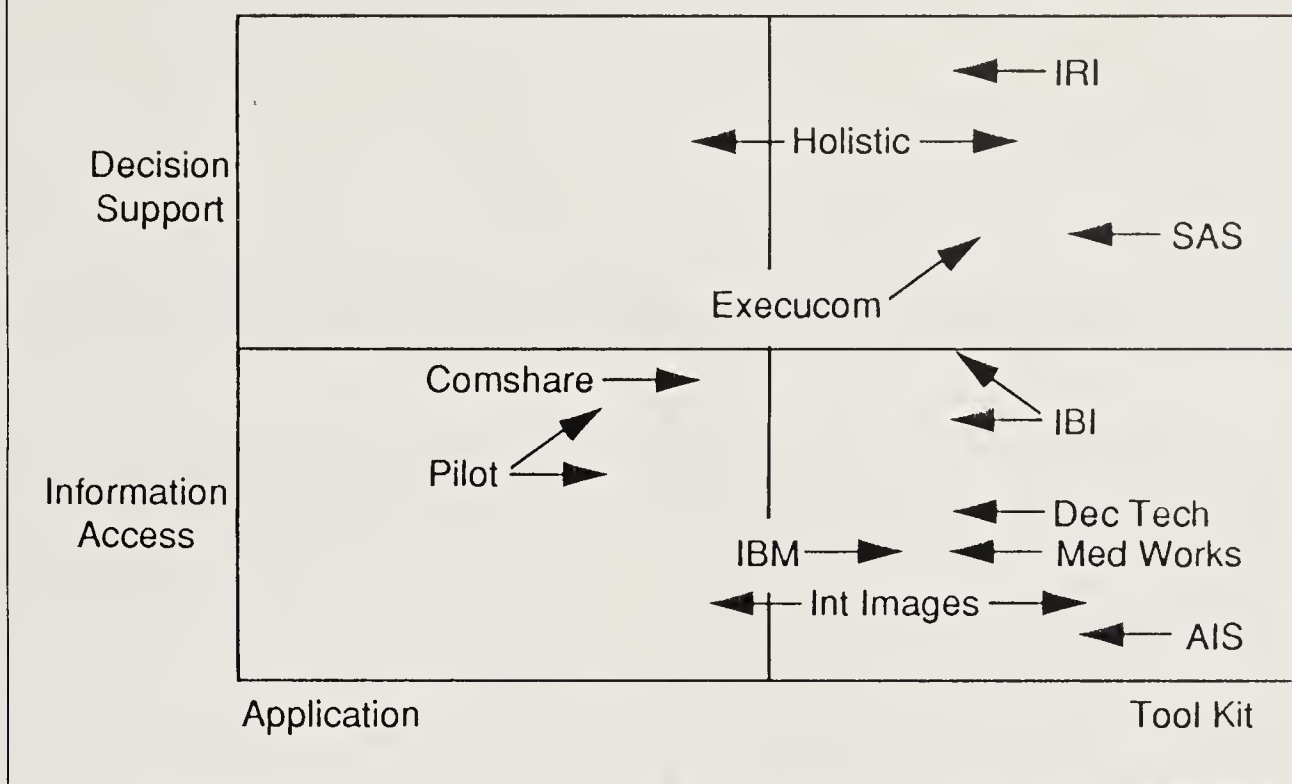 IRI
Holistic
Decision
Support
SAS
Execucom
Comshare
IBI
Pilot
Information
Access
Dec Tech
IBM
Med Works
Int Images
AIS
Application
Tool Kit